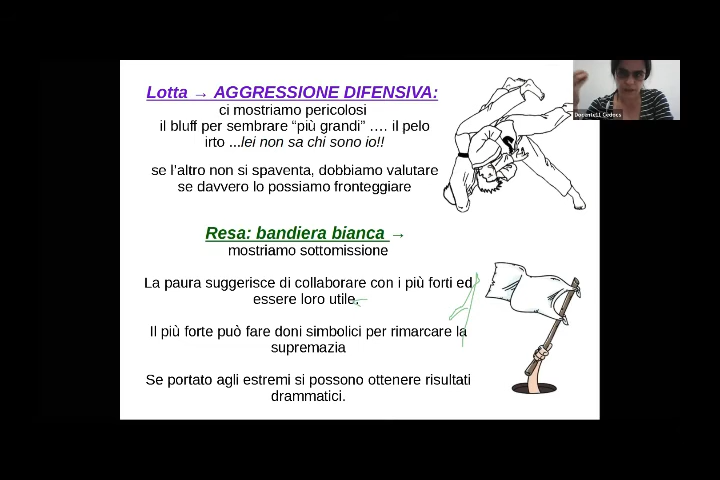 Lotta → AGGRESSIONE DIFENSIVA:
ci mostriamo pericolosi
il bluff per sembrare “più grandi” …. il pelo
irto ...lei non sa chi sono io!!
se l’altro non si spaventa, dobbiamo valutare
se davvero lo possiamo fronteggiare
Resa: bandiera bianca →
mostriamo sottomissione
La paura suggerisce di collaborare con i più forti ed
essere loro utile.
Il più forte può fare doni simbolici per rimarcare la
supremazia
Se portato agli estremi si possono ottenere risultati
drammatici.
Docenti11 Cedocs